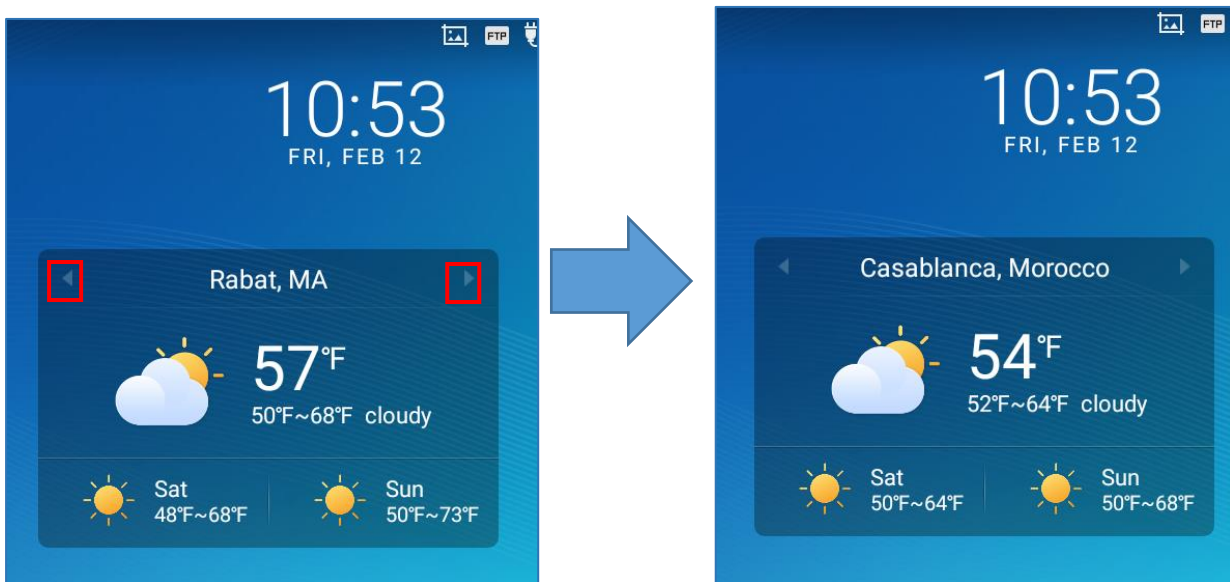 FTP
10:53
FRI, FEB 12
Rabat, MA
57°F
50°F~68°F cloudy
Sat
48°F~68°F
Sun
50°F~73°F
FTP
10:53
FRI, FEB 12
Casablanca, Morocco
54°F
52°F~64°F cloudy
Sat
50°F~64°F
Sun
50°F~68°F